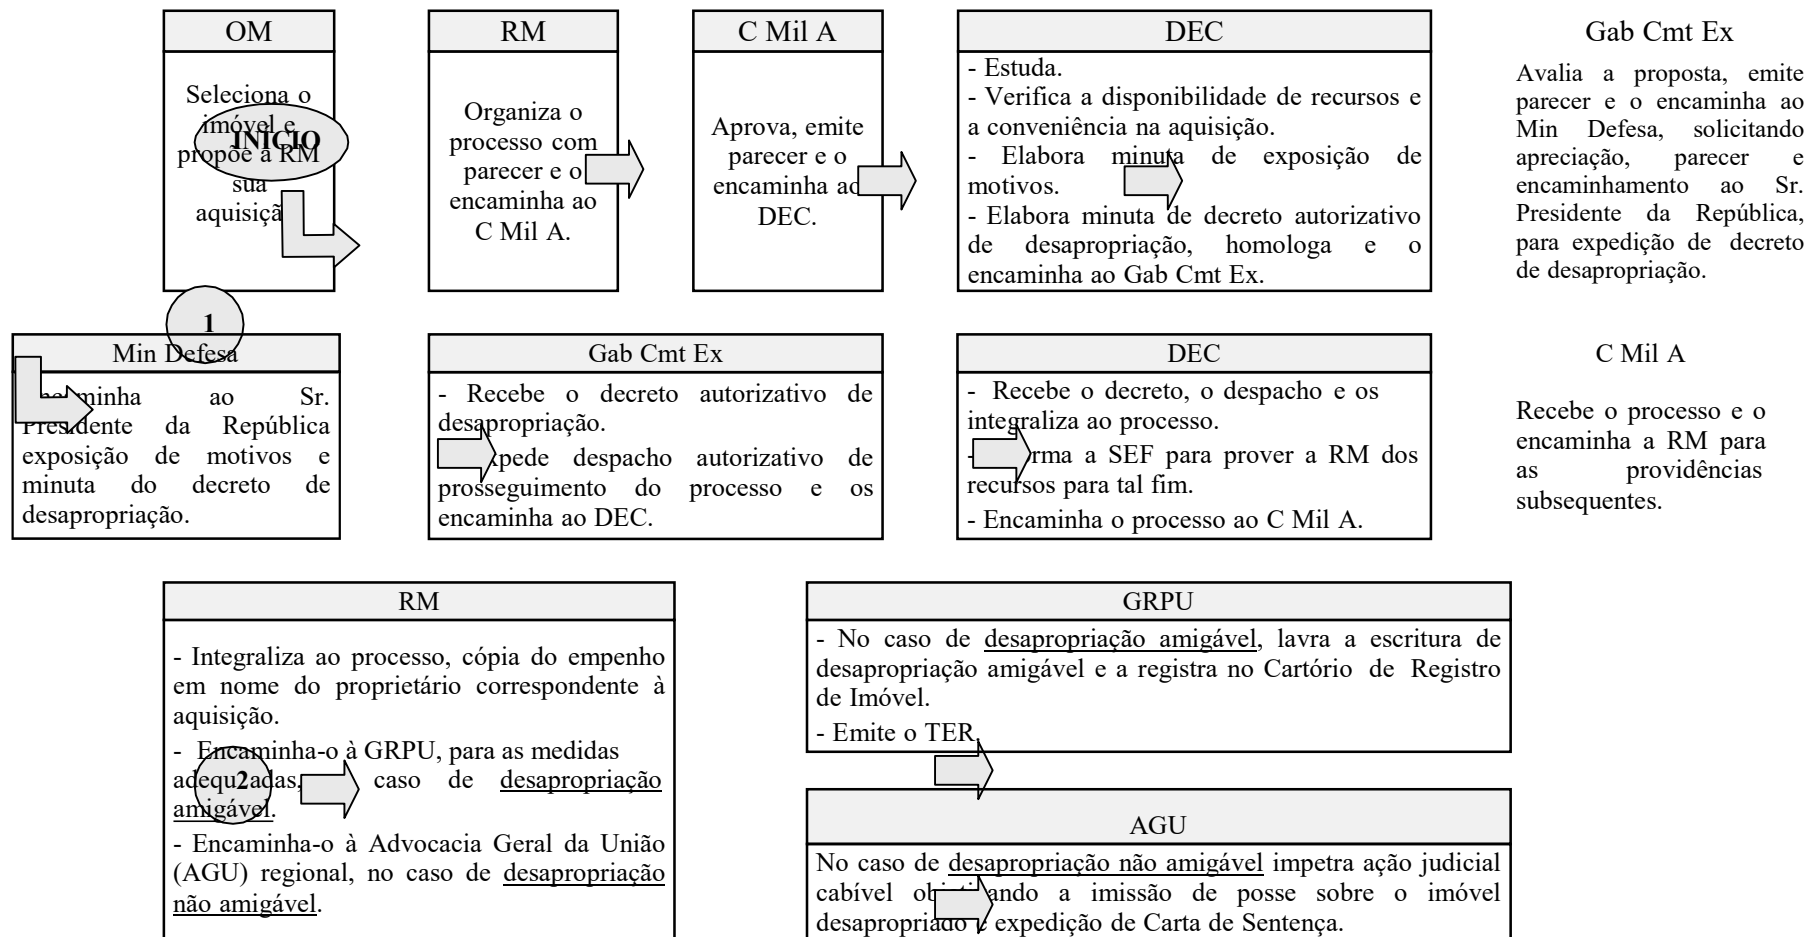 OM
Seleciona o
imóvel e
propõe à RM
sua
aquisiçã
INÍCIO
RM
Organiza o
processo com
parecer e o
encaminha ao
C Mil A.
C Mil A
Aprova, emite
parecer e o
encaminha ao
DEC.
DEC
- Estuda.
- Verifica a disponibilidade de recursos e
a conveniência na aquisição.
- Elabora minuta de exposição de
motivos.
- Elabora minuta de decreto autorizativo
de desapropriação, homologa e o
encaminha ao Gab Cmt Ex.
Gab Cmt Ex
Avalia a proposta, emite
parecer e o encaminha ao
Min Defesa, solicitando
apreciação, parecer e
encaminhamento ao Sr.
Presidente da República,
para expedição de decreto
de desapropriação.
1
Min Defesa
minha ao Sr.
Presidente da República
exposição de motivos e
minuta do decreto de
desapropriação.
Gab Cmt Ex
- Recebe o decreto autorizativo de
desapropriação.
xpede despacho autorizativo de
prosseguimento do processo e os
encaminha ao DEC.
DEC
- Recebe o decreto, o despacho e os
integraliza ao processo.
- rma a SEF para prover a RM dos
recursos para tal fim.
- Encaminha o processo ao C Mil A.
C Mil A
Recebe o processo e o
encaminha a RM para
as providências
subsequentes.
RM
- Integraliza ao processo, cópia do empenho
em nome do proprietário correspondente à
aquisição.
- Encaminha-o à GRPU, para as medidas
adequadas, caso de desapropriação
amigável.
- Encaminha-o à Advocacia Geral da União
(AGU) regional, no caso de desapropriação
não amigável.
2
GRPU
- No caso de desapropriação amigável, lavra a escritura de
desapropriação amigável e a registra no Cartório de Registro
de Imóvel.
- Emite o TER.
AGU
No caso de desapropriação não amigável impetra ação judicial
cabível objetivando a imissão de posse sobre o imóvel
desapropriado e expedição de Carta de Sentença.